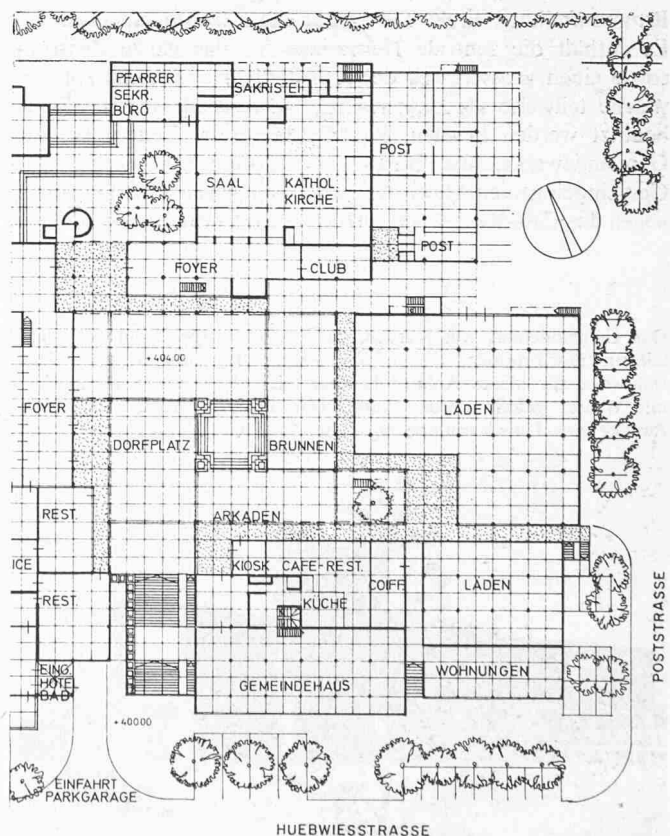 PFARRER
SEKR.
BÜRO
SAKRISTEI
POST
SAAL
KATHOL.
KIRCHE
POST
FOYER
CLUB
+404.00
FOYER
LÄDEN
DORFPLATZ
BRUNNEN
REST.
ARKADEN
ICE
KIOSK
CAFE-REST.
COIFF.
LÄDEN
REST.
KÜCHE
EING.
HOTE
BAD
WOHNUNGEN
GEMEINDEHAUS
+400.00
POSTSTRASSE
EINFAHRT
PARKGARAGE
HUEBWIESSTRASSE